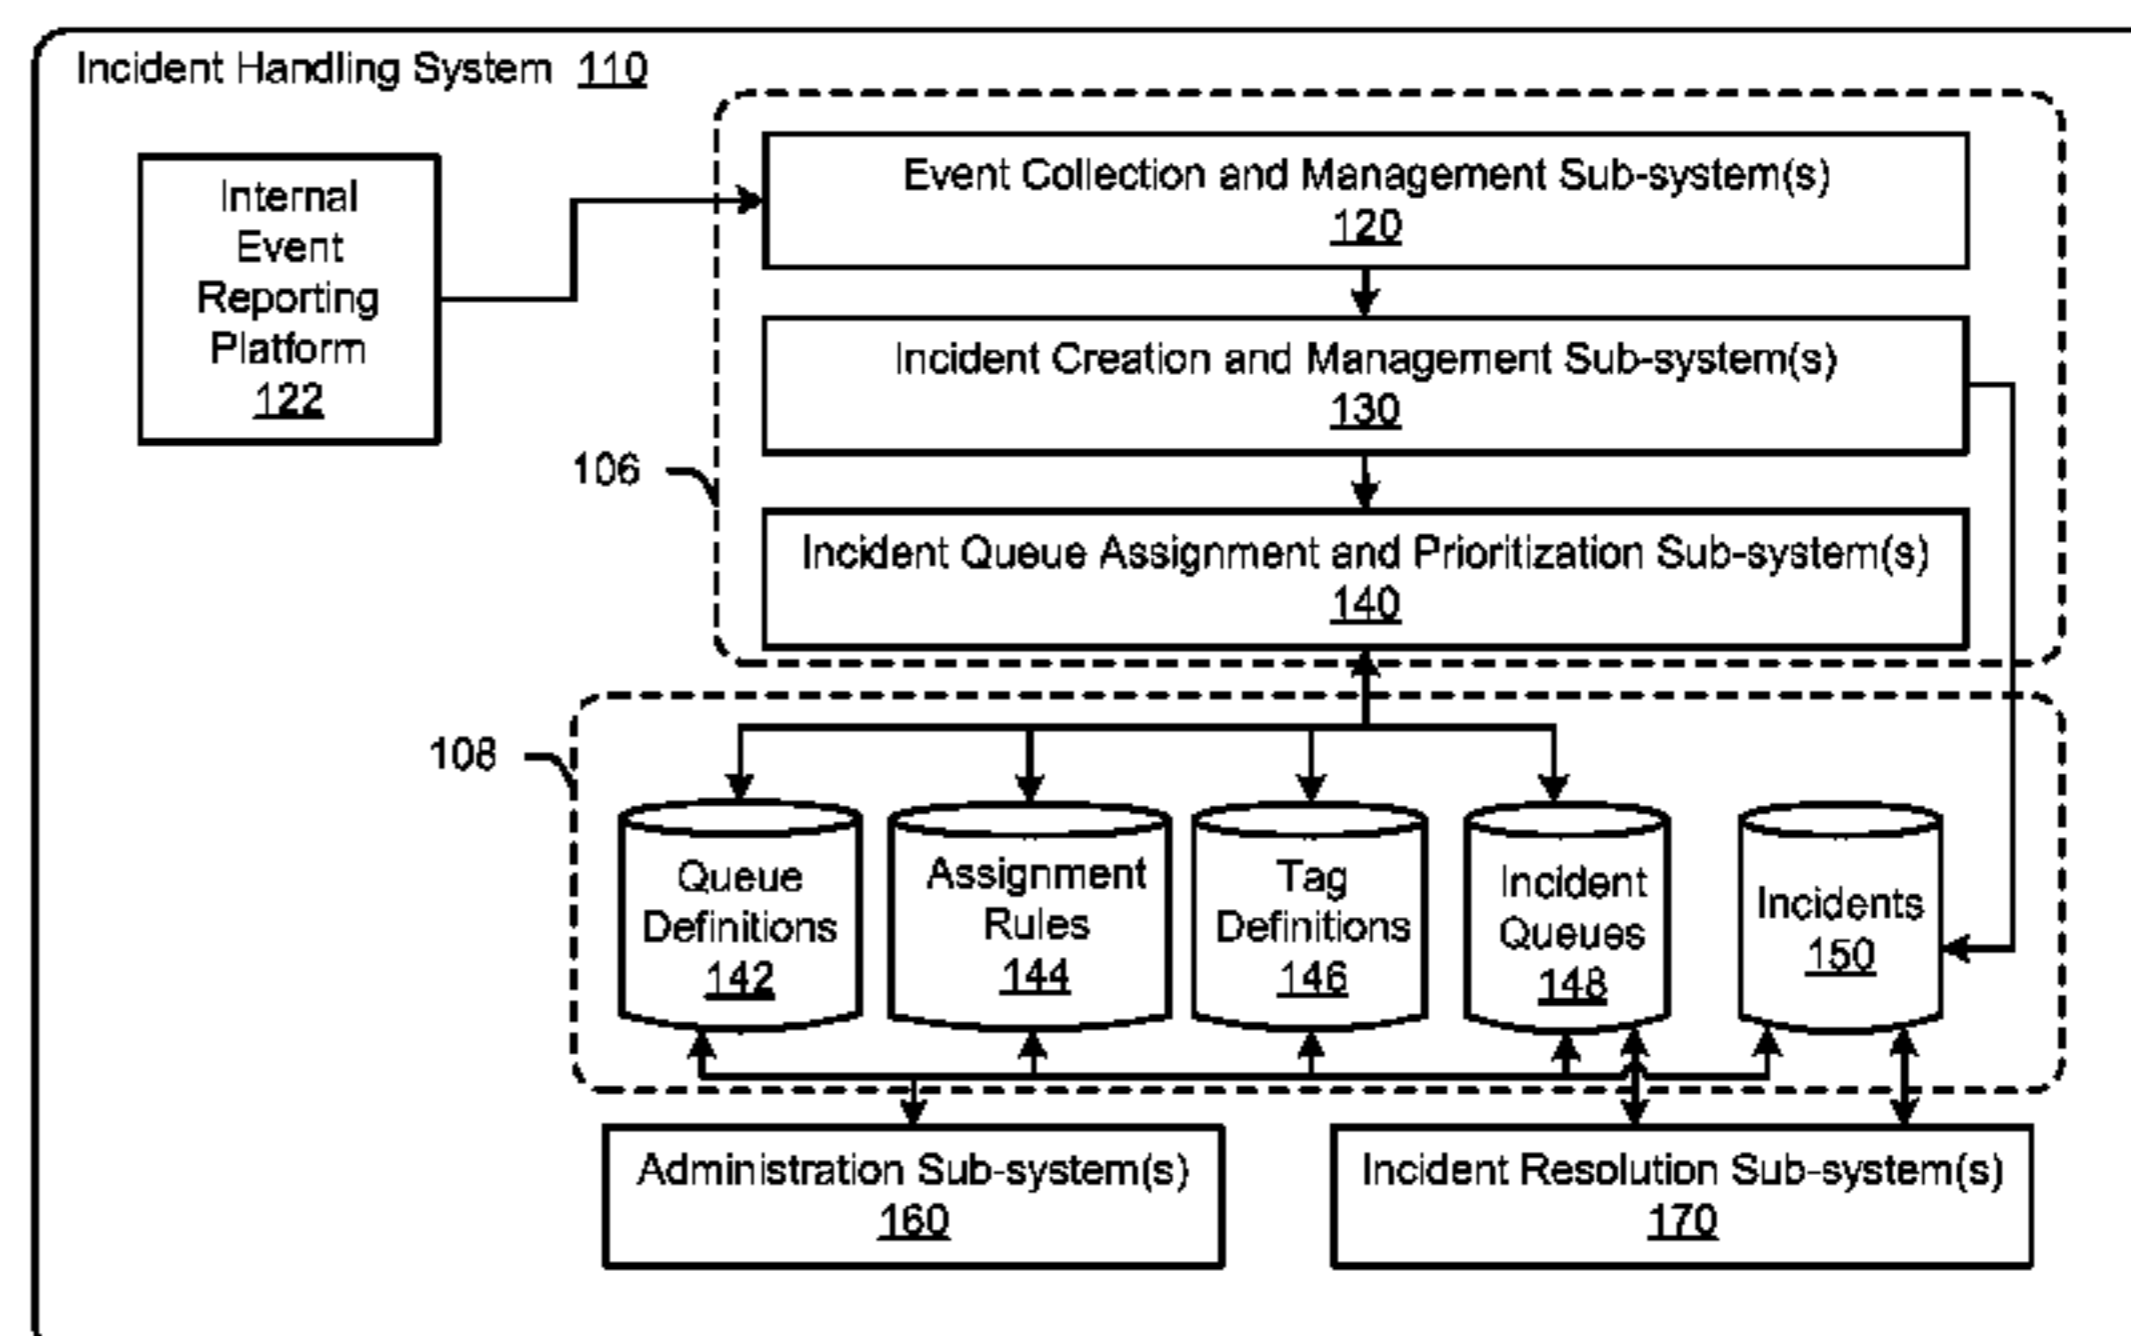 Incident Handling System 110
Internal
Event
Reporting
Platform
122
Event Collection and Management Sub-system(s)
120
Incident Creation and Management Sub-system(s)
130
106
Incident Queue Assignment and Prioritization Sub-system(s)
140
108
Queue
Definitions
142
Assignment
Rules
144
Tag
Definitions
146
Incident
Queues
148
Incidents
150
Administration Sub-system(s)
160
Incident Resolution Sub-system(s)
170